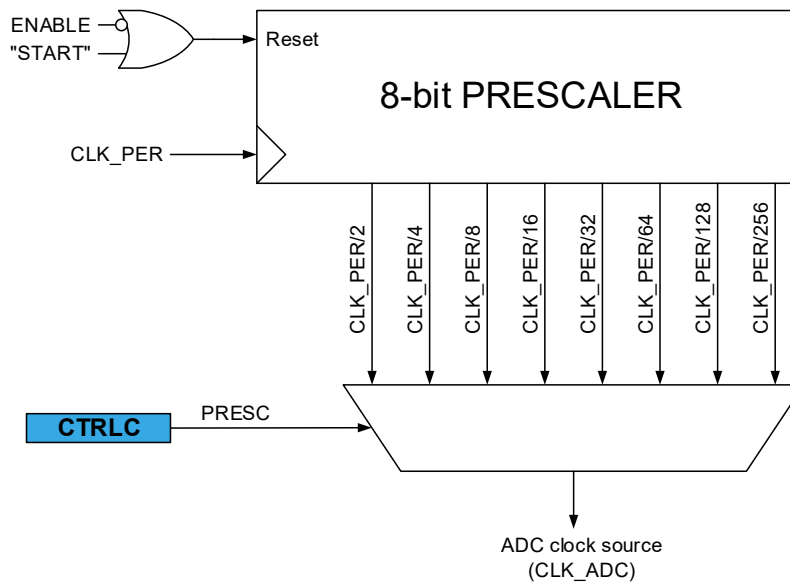 ENABLE
"START"
Reset
8-bit PRESCALER
CLK_PER
CLK_PER/2
CLK_PER/4
CLK_PER/8
CLK_PER/16
CLK_PER/32
CLK_PER/64
CLK_PER/128
CLK_PER/256
CTRLC
PRESC
ADC clock source
(CLK_ADC)